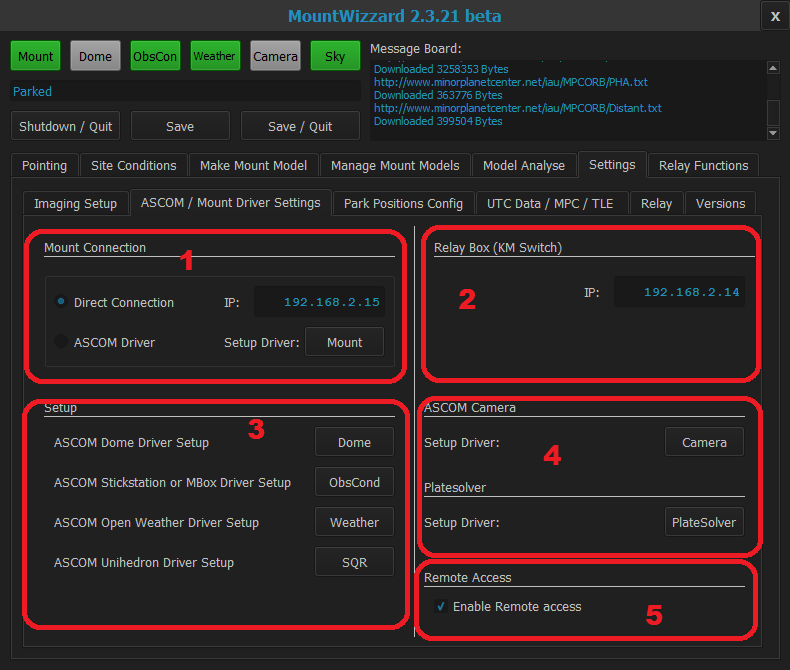 MountWizzard 2.3.21 beta
X
Mount Dome ObsCon Weather Camera Sky
Message Board:
Downloaded 3258353 Bytes
http://www.minorplanetcenter.net/iau/MPCORB/PHA.txt
Downloaded 363776 Bytes
http://www.minorplanetcenter.net/iau/MPCORB/Distant.txt
Downloaded 399504 Bytes
Parked
Shutdown / Quit Save Save / Quit
Pointing Site Conditions Make Mount Model Manage Mount Models Model Analyse Settings Relay Functions
Imaging Setup ASCOM / Mount Driver Settings Park Positions Config UTC Data / MPC / TLE Relay Versions
Mount Connection
1
Direct Connection IP: 192.168.2.15
ASCOM Driver Setup Driver: Mount
Relay Box (KM Switch)
2
IP: 192.168.2.14
Setup
3
ASCOM Dome Driver Setup Dome
ASCOM Stickstation or MBox Driver Setup ObsCond
ASCOM Open Weather Driver Setup Weather
ASCOM Unihedron Driver Setup SQR
ASCOM Camera
Setup Driver: Camera
4
Platesolver
Setup Driver: PlateSolver
Remote Access
Enable Remote access
5